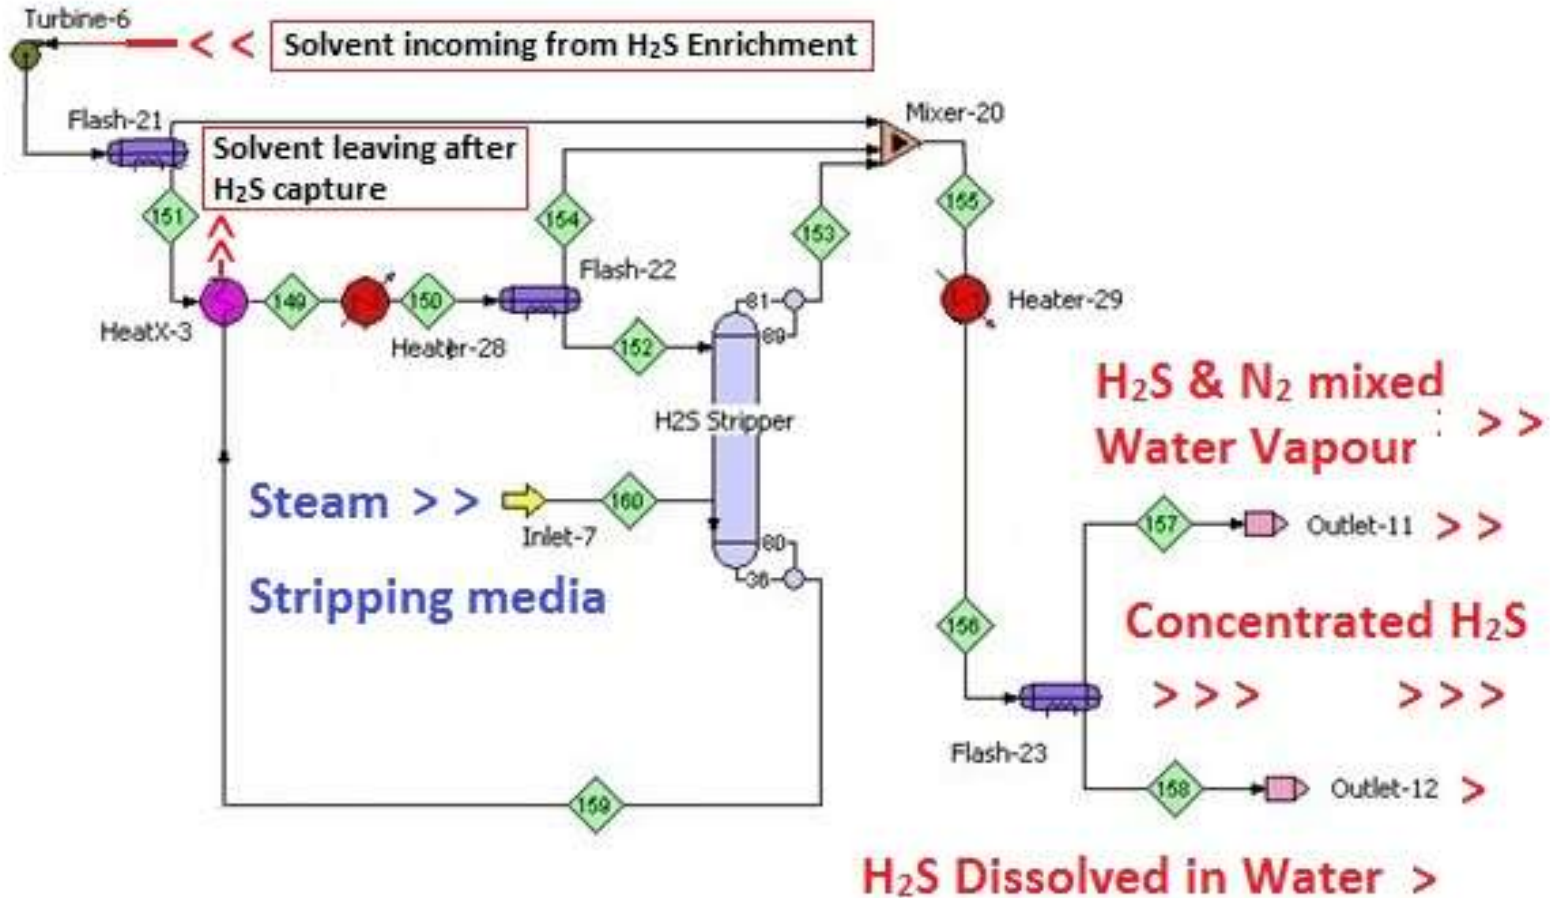 Turbine-6
< < Solvent incoming from H₂S Enrichment
Flash-21
Mixer-20
Solvent leaving after
H₂S capture
151
154
153
155
Flash-22
HeatX-3
149
150
Heater-28
152
81
89
Heater-29
H2S Stripper
H₂S & N₂ mixed
Water Vapour > >
Steam > >
160
Inlet-7
157
Outlet-11 > >
80
36
Stripping media
Concentrated H₂S
156
> > > > > >
Flash-23
159
158
Outlet-12 >
H₂S Dissolved in Water >